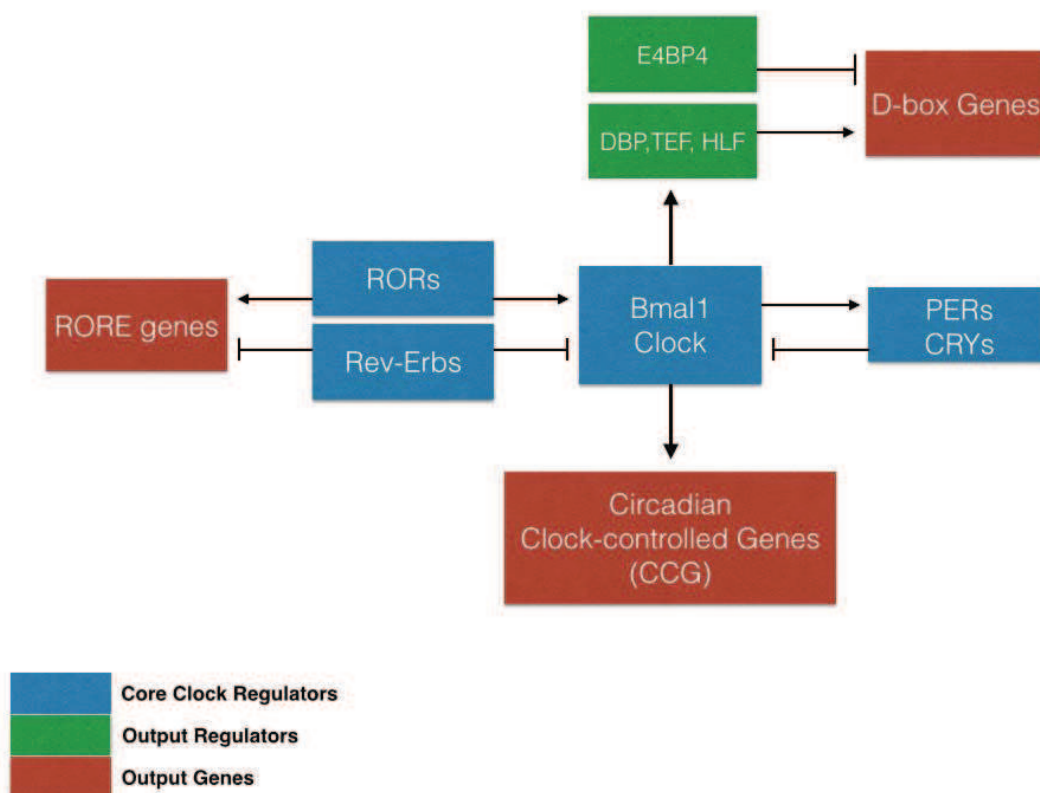 E4BP4
D-box Genes
DBP,TEF, HLF
RORs
RORE genes
Rev-Erbs
Bmal1
Clock
PERs
CRYs
Circadian
Clock-controlled Genes
(CCG)
Core Clock Regulators
Output Regulators
Output Genes